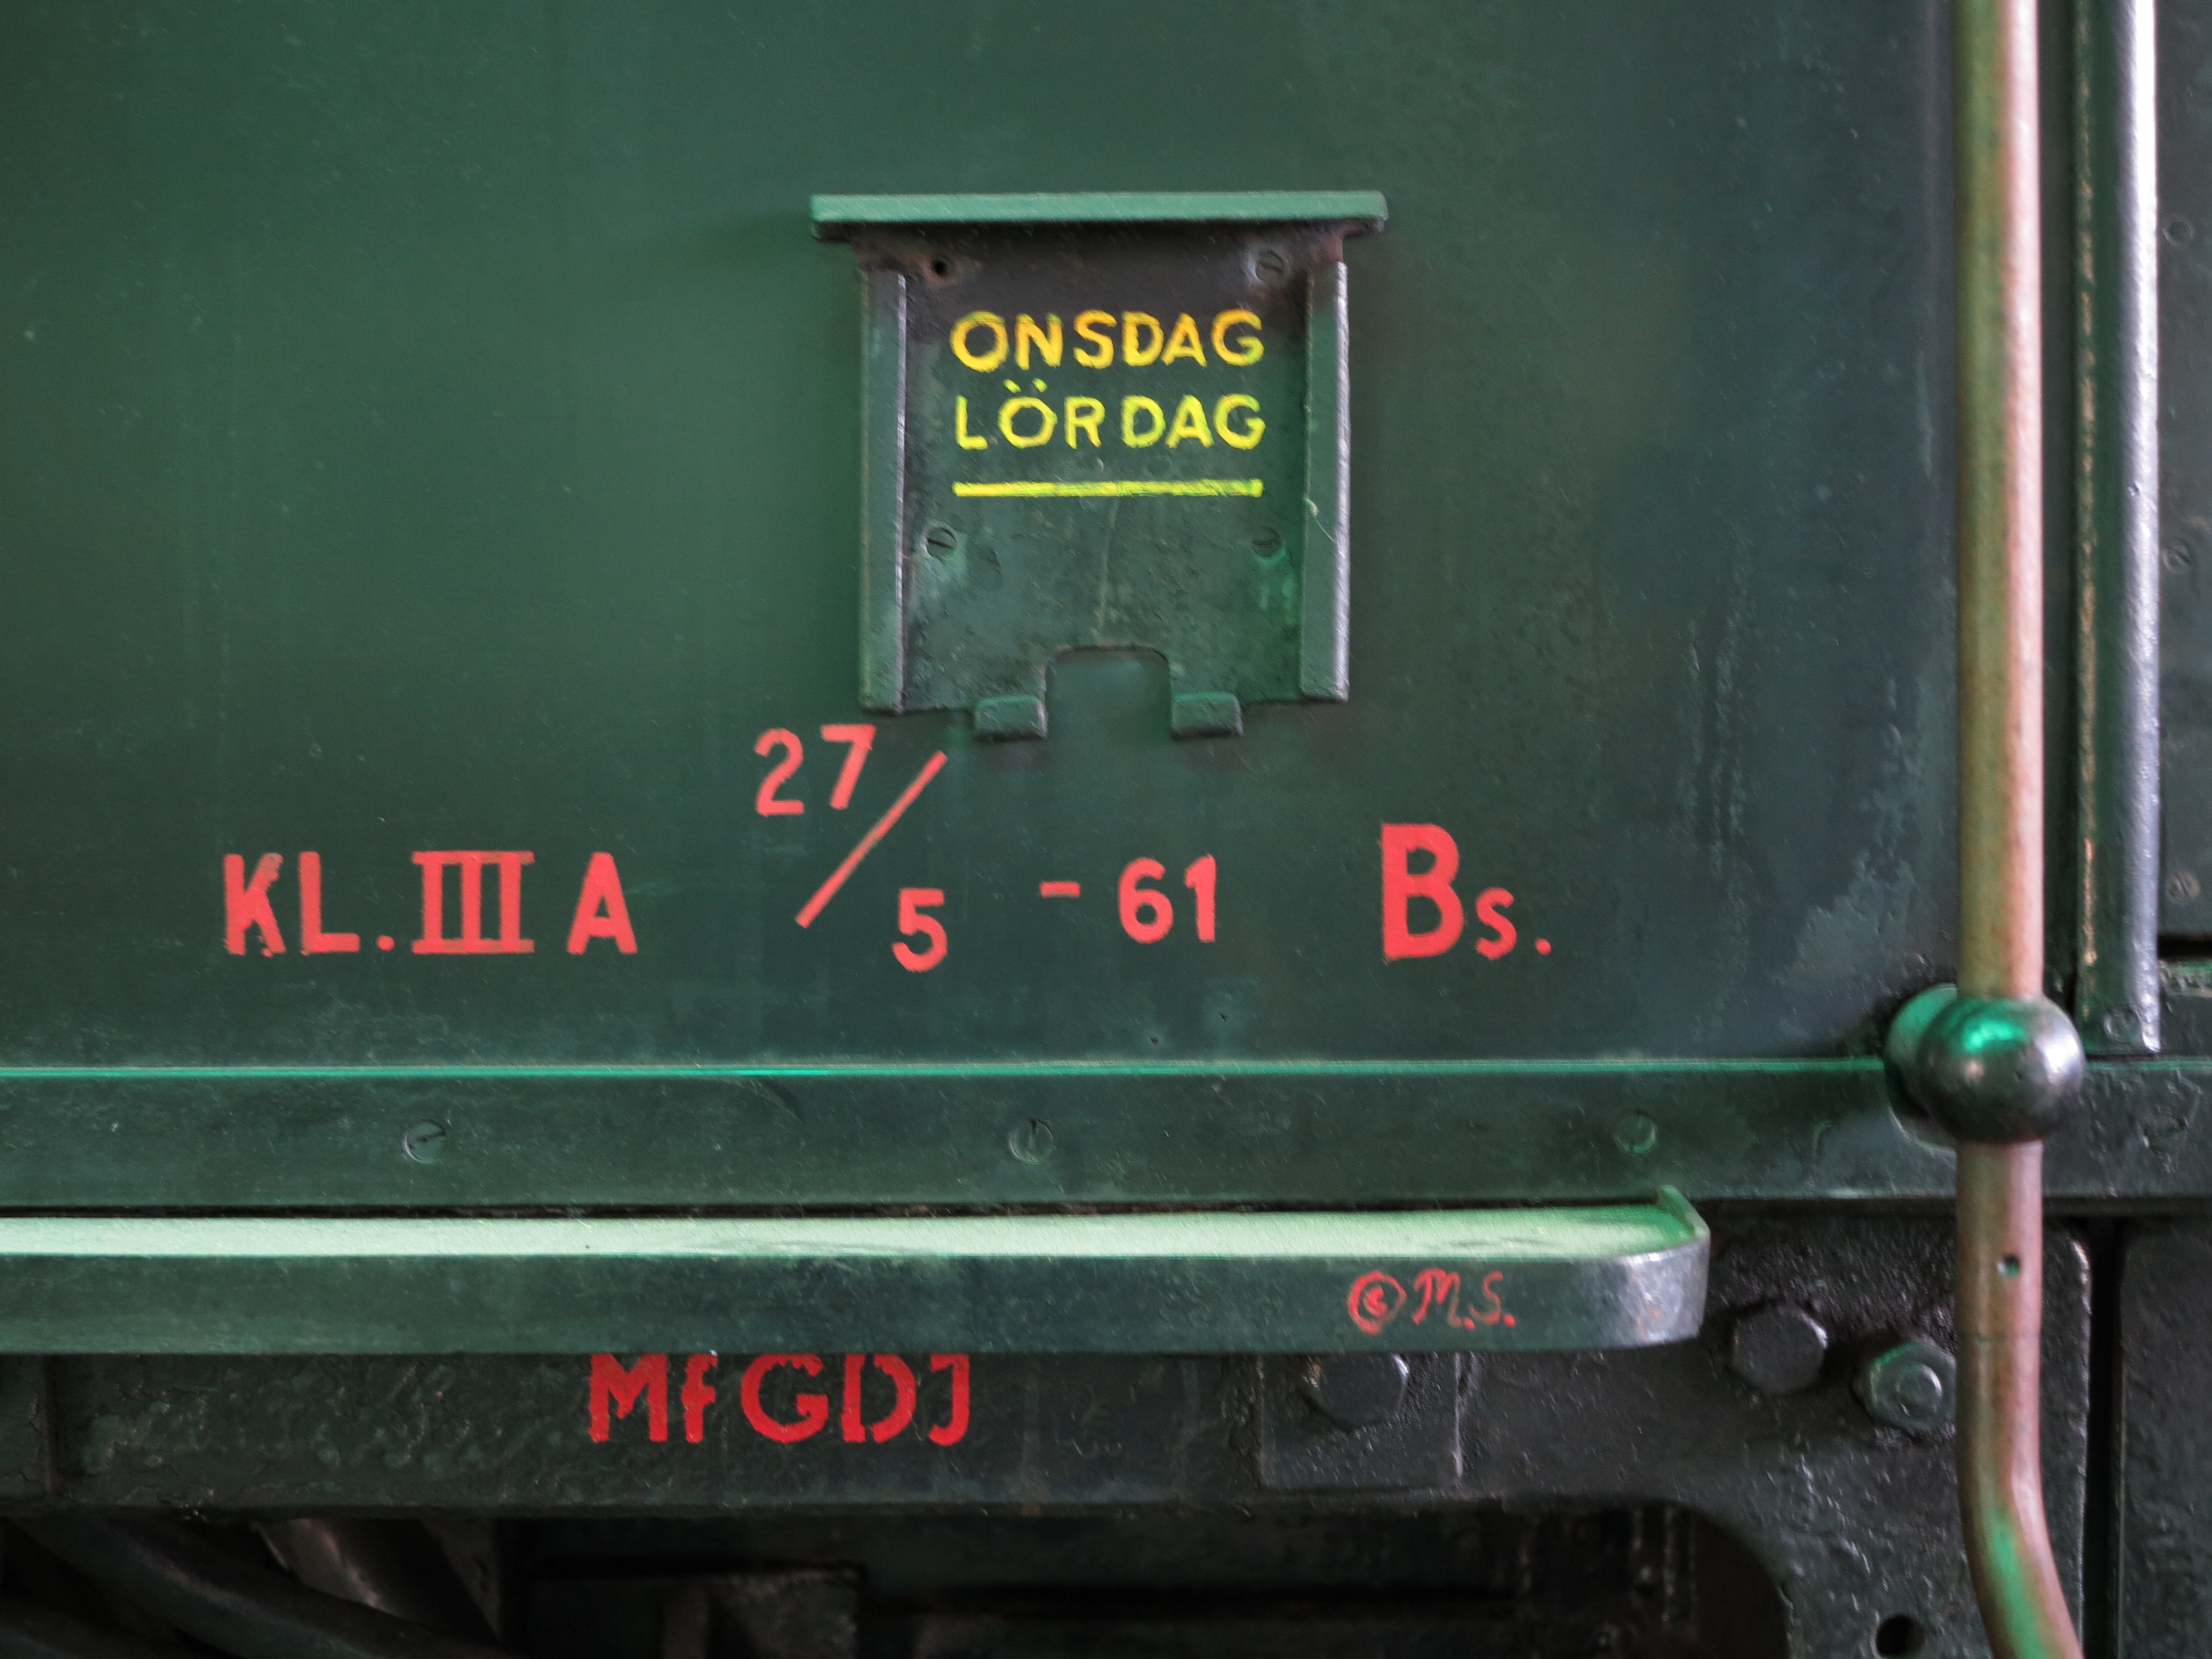 ONSDAG
LÖRDAG
KL. III A 27/5 - 61 Bs.
© M.S.
MfGDJ